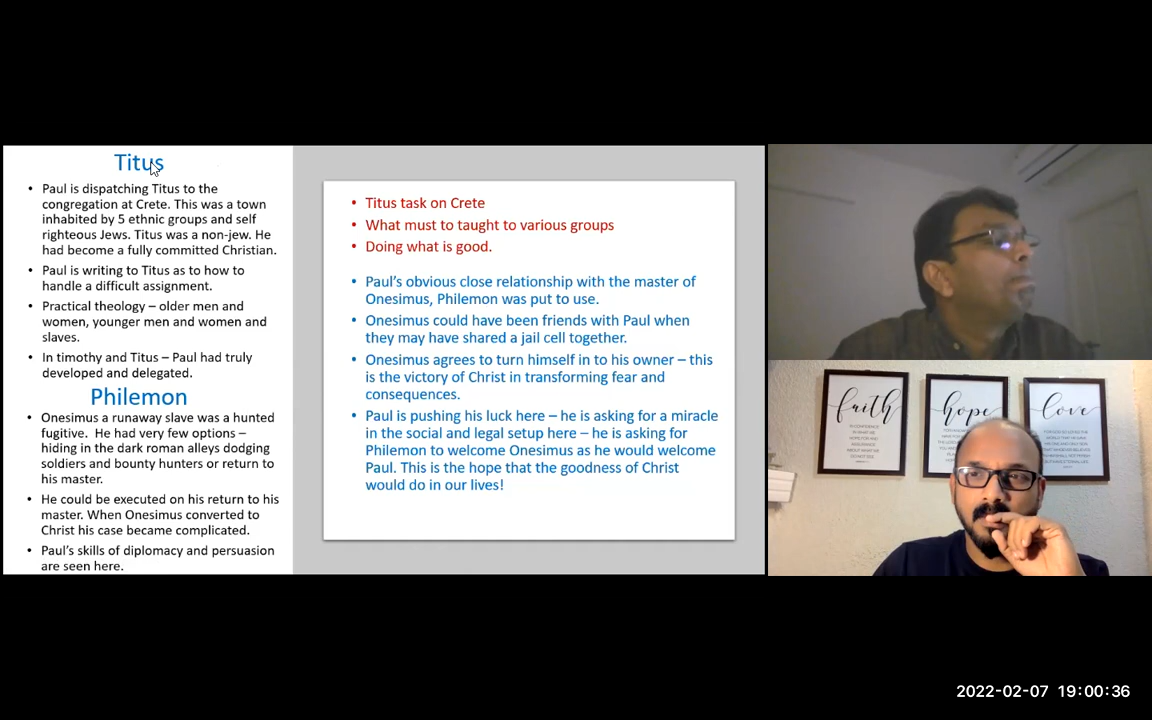 Titus
• Paul is dispatching Titus to the
congregation at Crete. This was a town
inhabited by 5 ethnic groups and self
righteous Jews. Titus was a non-jew. He
had become a fully committed Christian.
• Paul is writing to Titus as to how to
handle a difficult assignment.
• Practical theology – older men and
women, younger men and women and
slaves.
• In timothy and Titus – Paul had truly
developed and delegated.
Philemon
• Onesimus a runaway slave was a hunted
fugitive.  He had very few options –
hiding in the dark roman alleys dodging
soldiers and bounty hunters or return to
his master.
• He could be executed on his return to his
master. When Onesimus converted to
Christ his case became complicated.
• Paul's skills of diplomacy and persuasion
are seen here.
• Titus task on Crete
• What must to taught to various groups
• Doing what is good.
• Paul's obvious close relationship with the master of
Onesimus, Philemon was put to use.
• Onesimus could have been friends with Paul when
they may have shared a jail cell together.
• Onesimus agrees to turn himself in to his owner – this
is the victory of Christ in transforming fear and
consequences.
• Paul is pushing his luck here – he is asking for a miracle
in the social and legal setup here – he is asking for
Philemon to welcome Onesimus as he would welcome
Paul. This is the hope that the goodness of Christ
would do in our lives!
faith
hope
love
2022-02-07 19:00:36